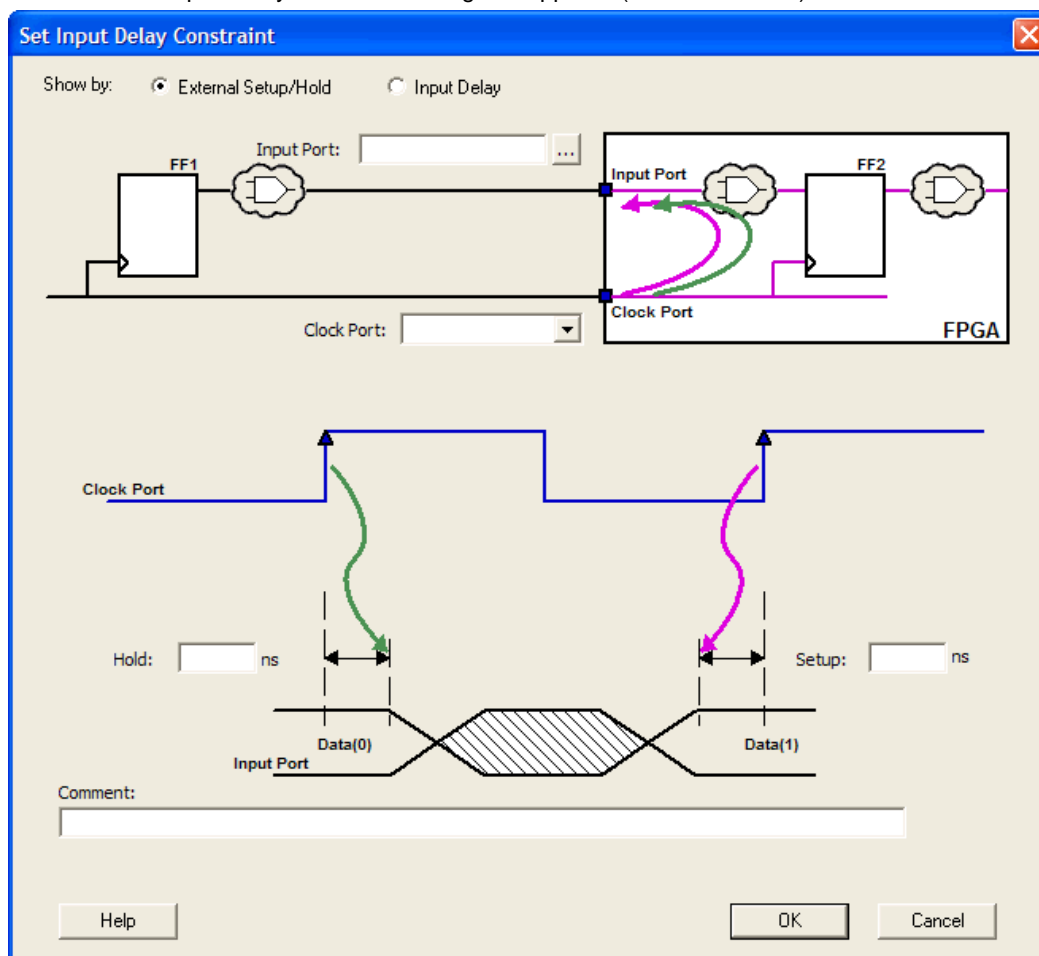 Set Input Delay Constraint
Show by: External Setup/Hold Input Delay
Input Port: ...
FF1
Input Port
FF2
Clock Port
Clock Port:
FPGA
Clock Port
Hold: ns
Setup: ns
Data(0)
Data(1)
Input Port
Comment:
Help
OK
Cancel